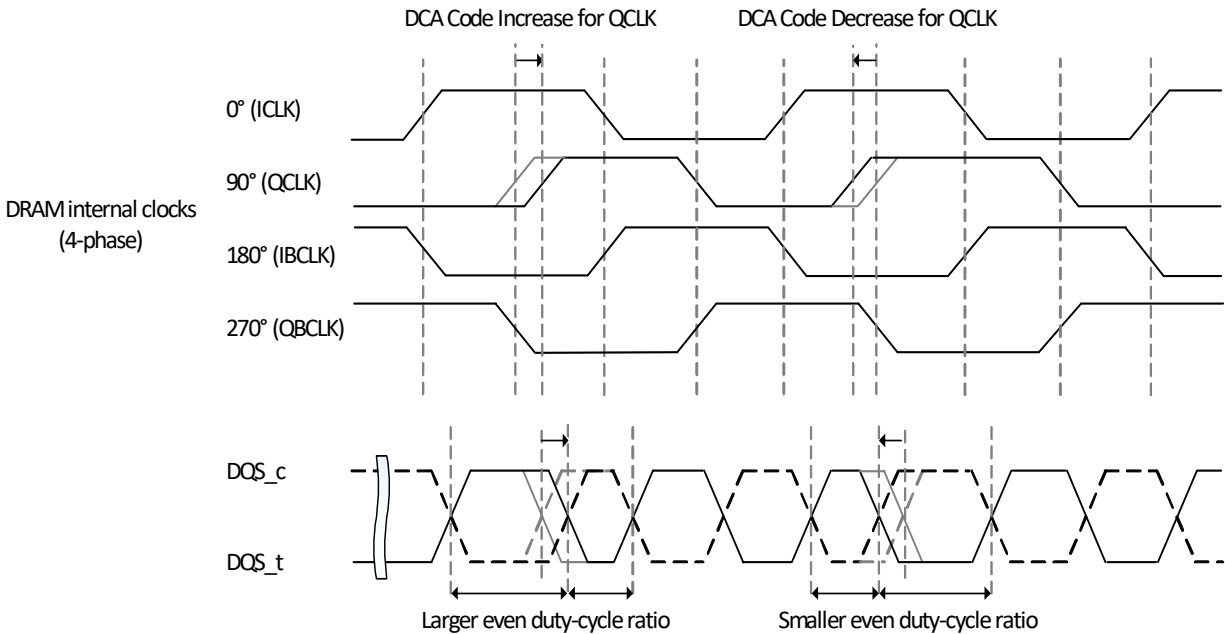 DCA Code Increase for QCLK
DCA Code Decrease for QCLK
0° (ICLK)
90° (QCLK)
DRAM internal clocks
(4-phase)
180° (IBCLK)
270° (QBCLK)
DQS_c
DQS_t
Larger even duty-cycle ratio
Smaller even duty-cycle ratio